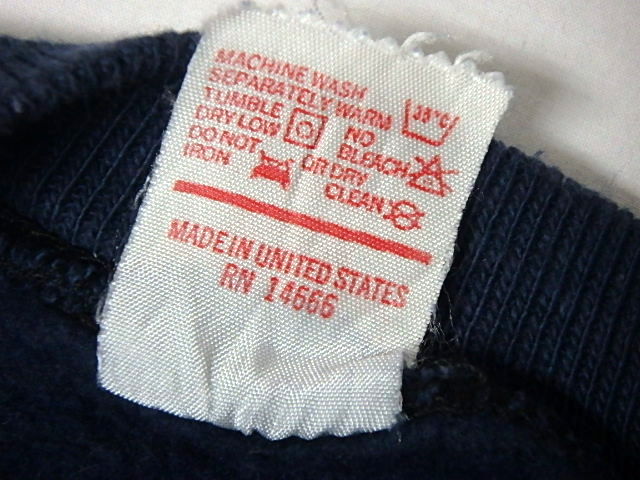 MACHINE WASH
SEPARATELY WARM 38°C
TUMBLE NO
DRY LOW BLEACH
DO NOT OR DRY
IRON CLEAN
MADE IN UNITED STATES
RN 14666